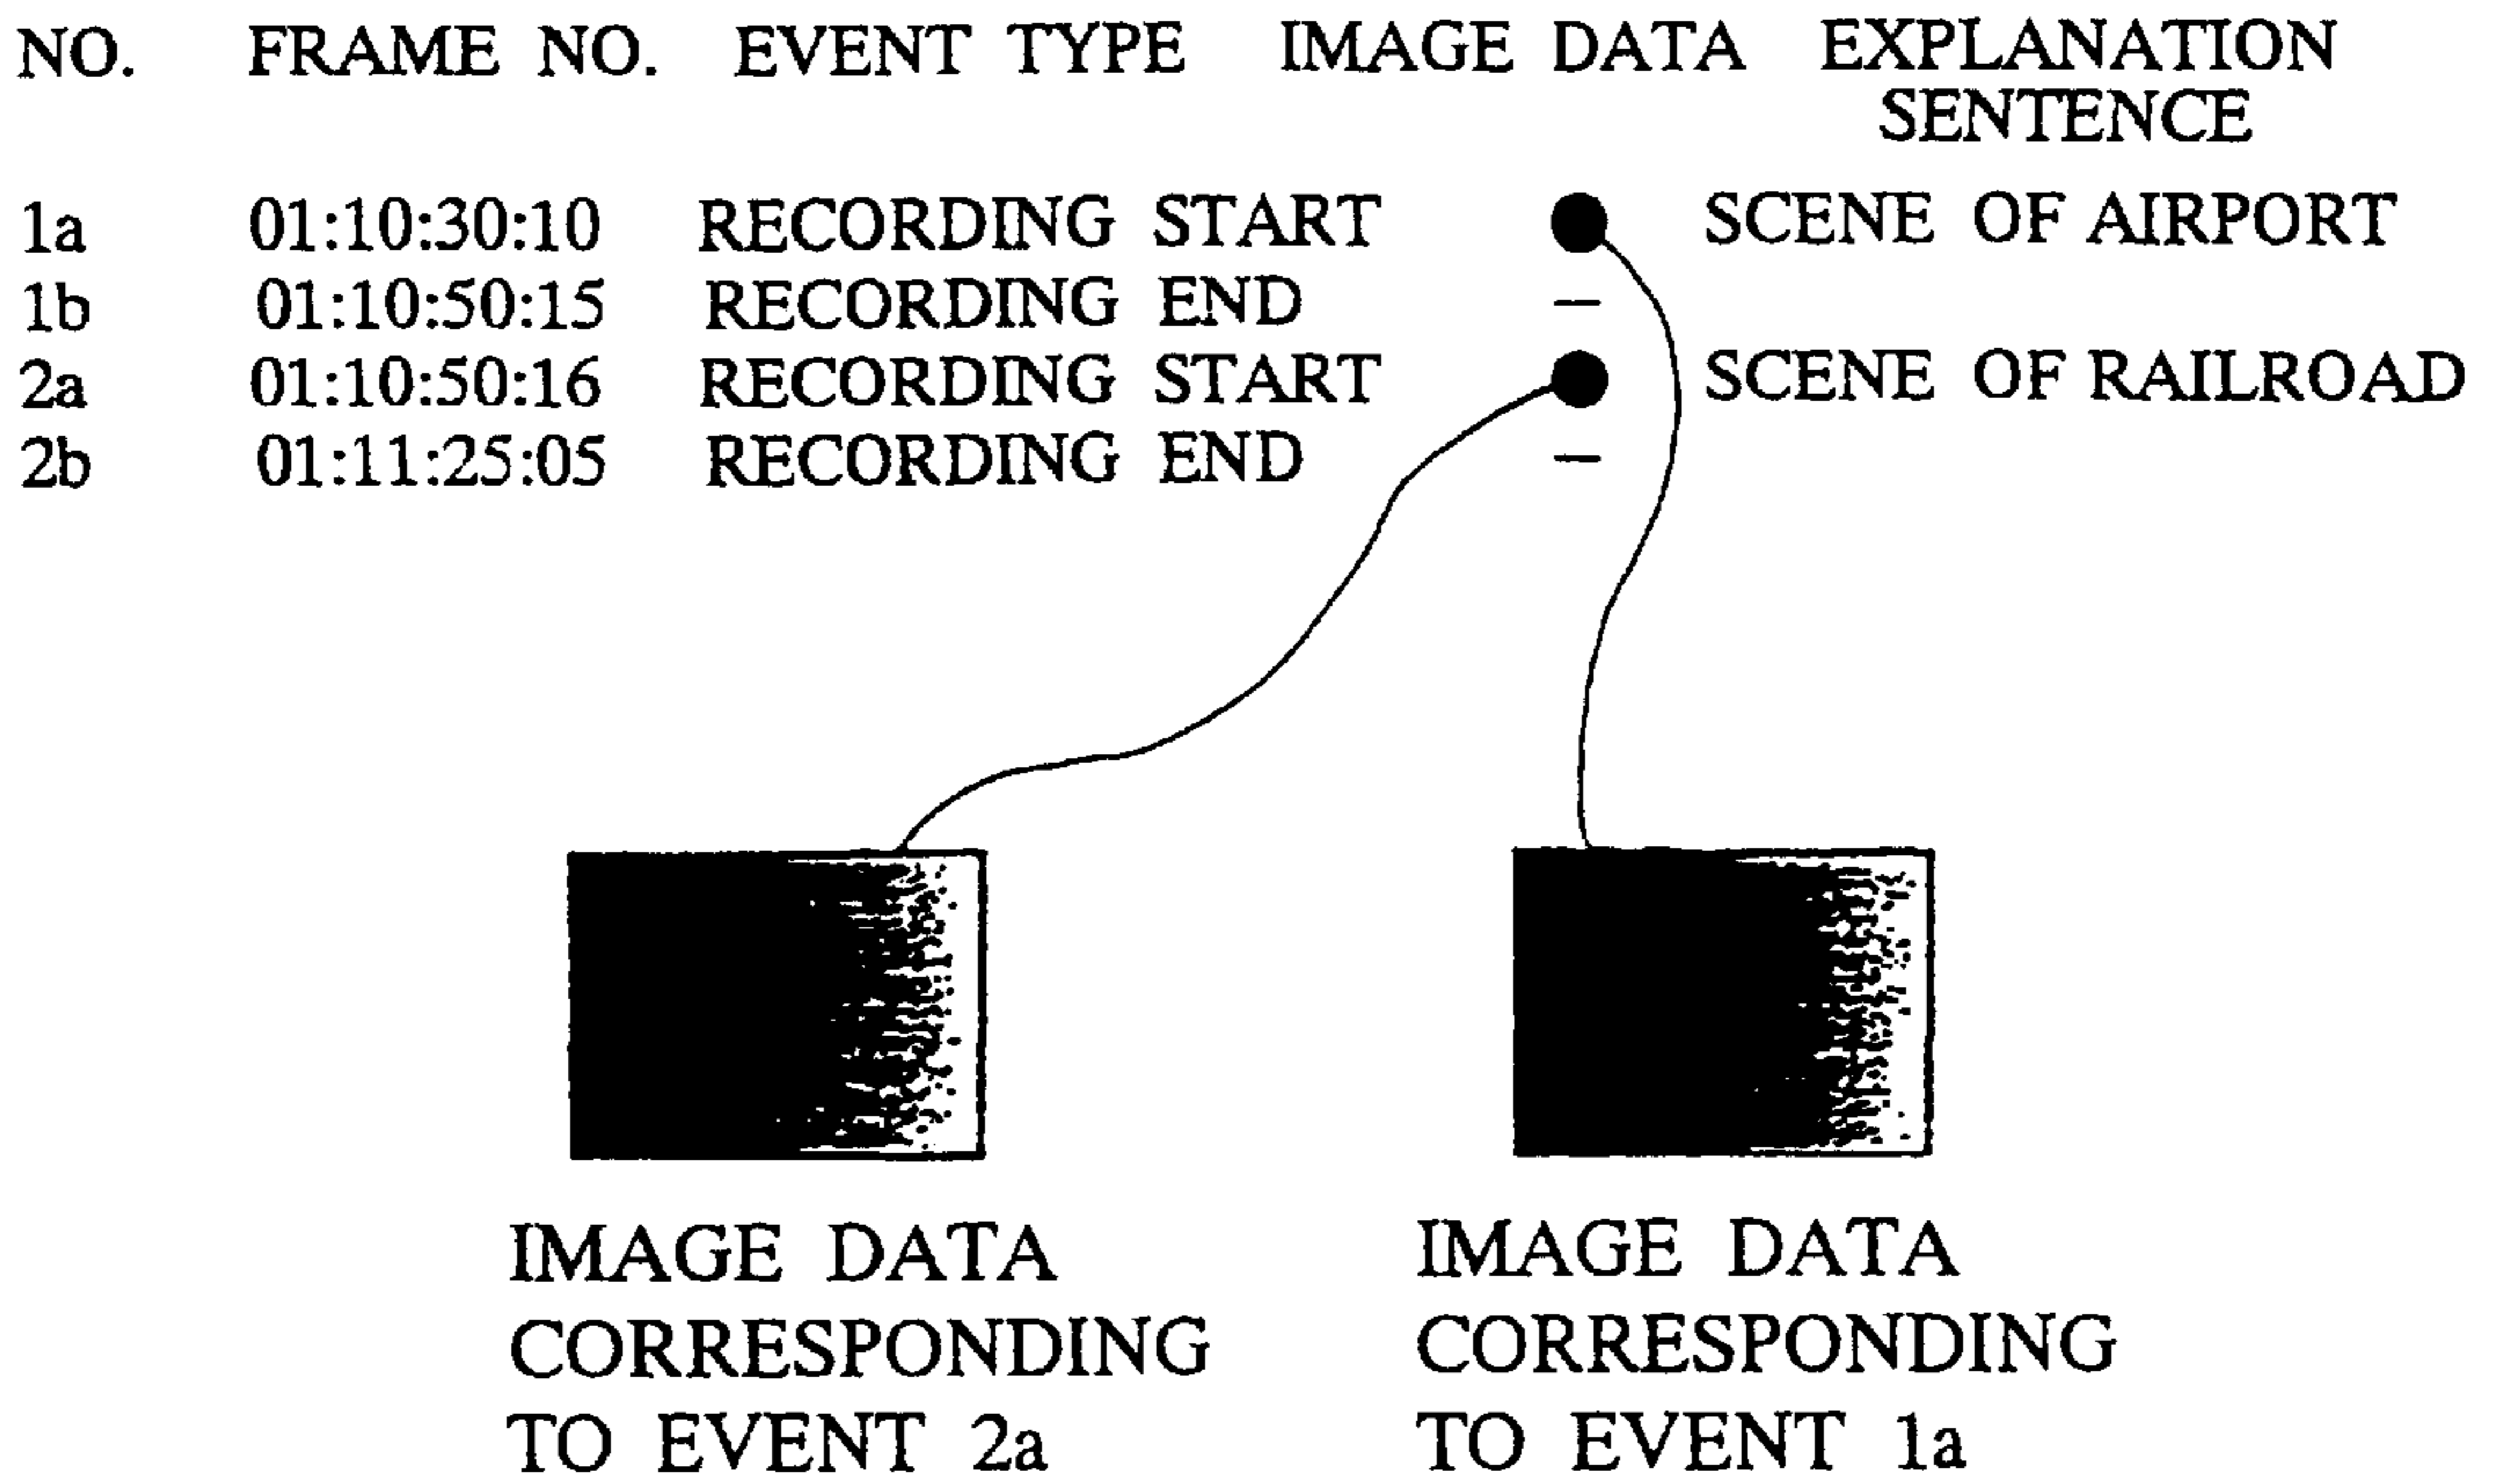 NO. FRAME NO. EVENT TYPE IMAGE DATA EXPLANATION
SENTENCE
1a 01:10:30:10 RECORDING START SCENE OF AIRPORT
1b 01:10:50:15 RECORDING END –
2a 01:10:50:16 RECORDING START SCENE OF RAILROAD
2b 01:11:25:05 RECORDING END –
IMAGE DATA
CORRESPONDING
TO EVENT 2a
IMAGE DATA
CORRESPONDING
TO EVENT 1a